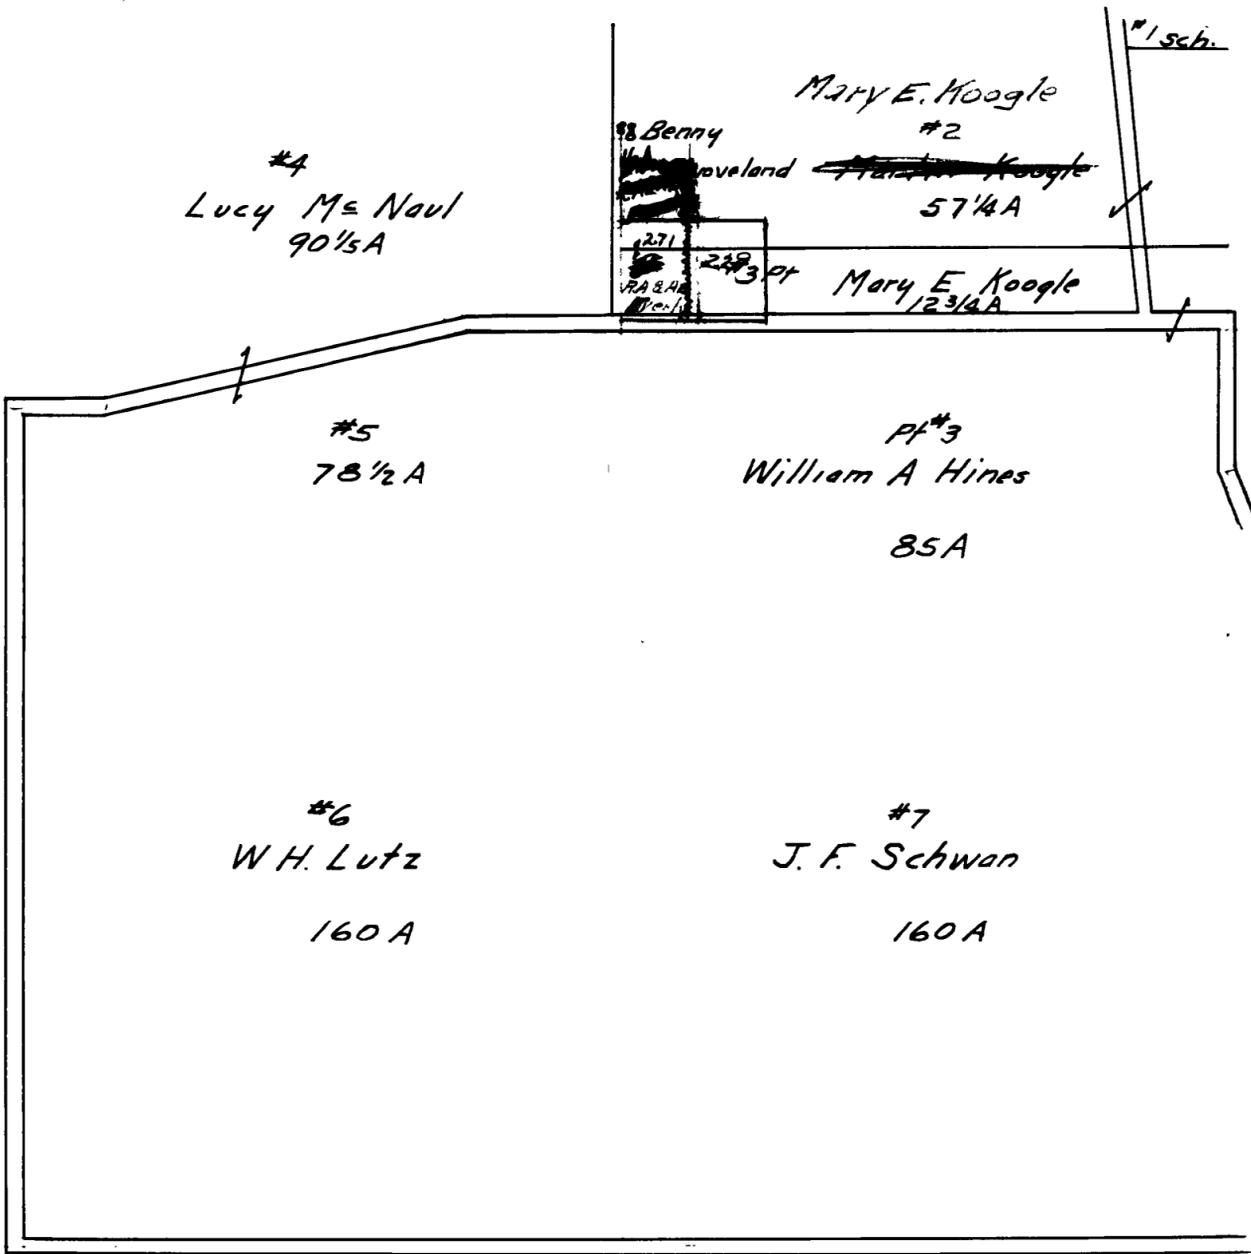 #1 sch.
Mary E. Koogle
#2
57 1/4 A
#4
Lucy Mc Naul
90 1/5 A
88 Benny
oveland
271
228
#3 Pt
Mary E Koogle
12 3/4 A
#5
78 1/2 A
Pt #3
William A Hines
85 A
#6
W H. Lutz
160 A
#7
J. F. Schwan
160 A